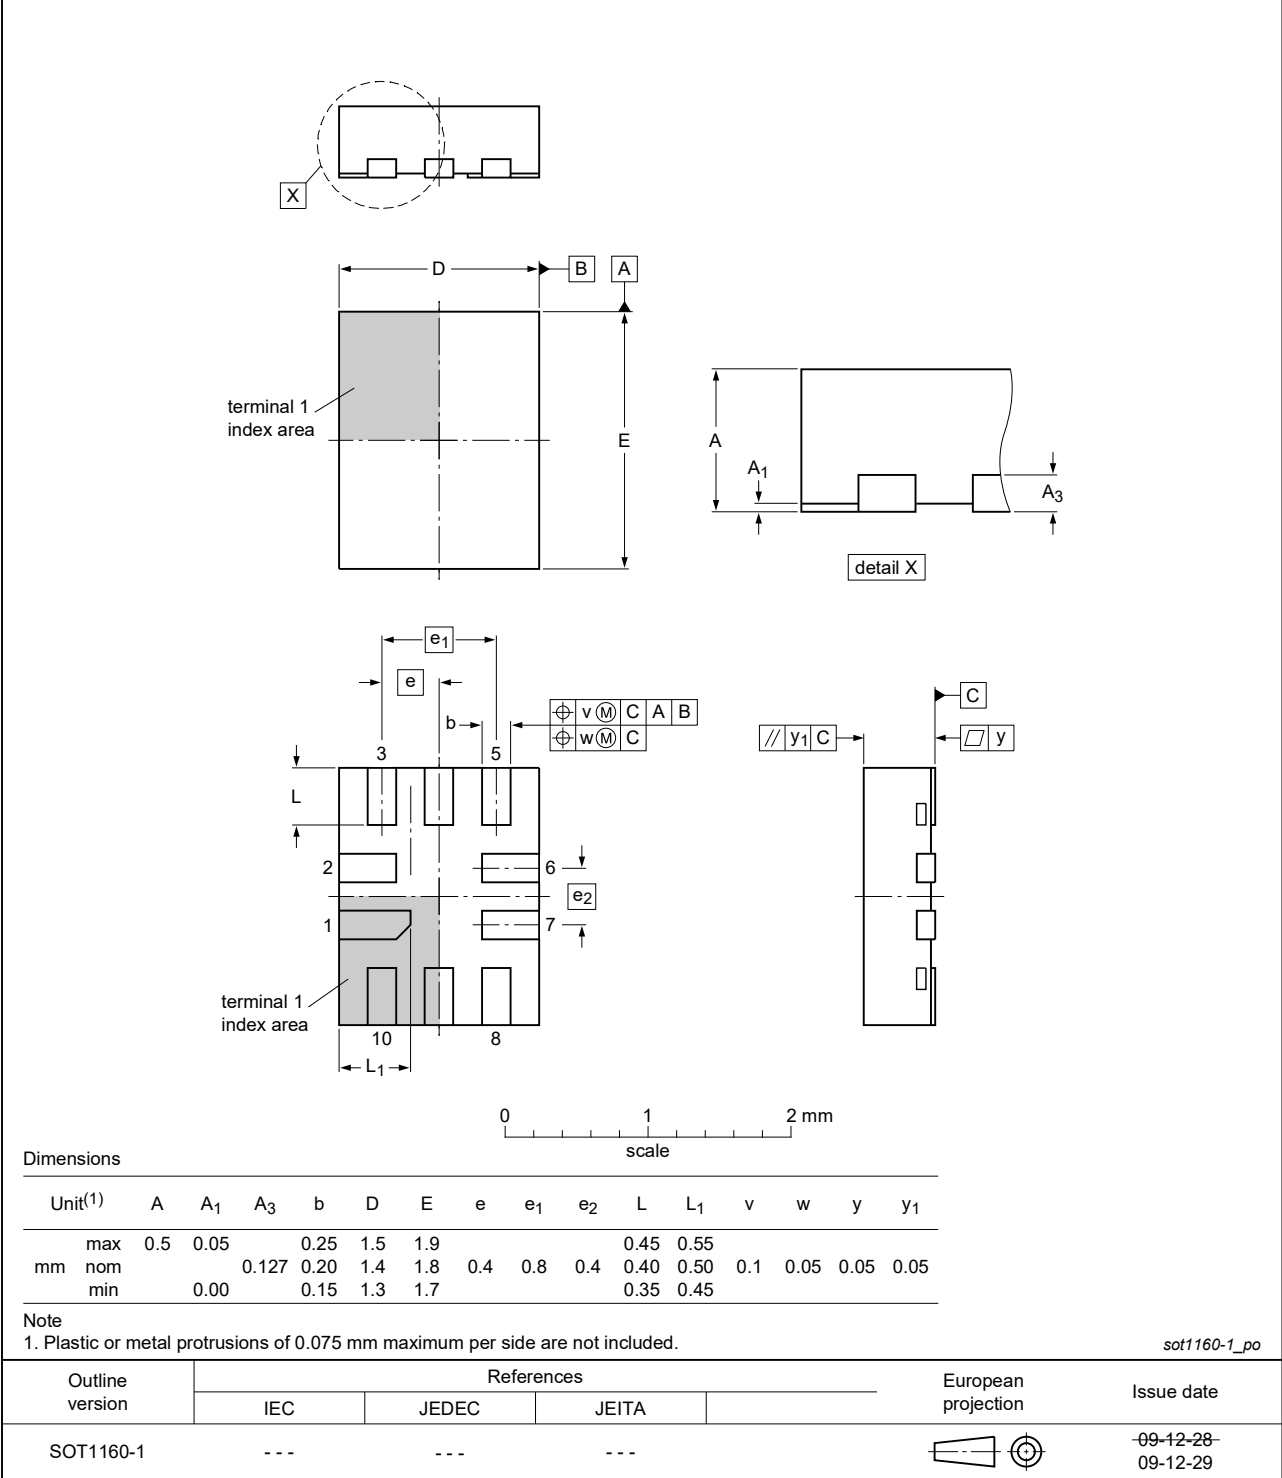 X
D
B
A
terminal 1
index area
E
A
A1
A3
detail X
e1
e
b
v M C A B
w M C
C
y1 C
y
3
5
L
2
6
e2
1
7
terminal 1
index area
10
8
L1
0 1 2 mm
scale
Dimensions
Unit(1) A A1 A3 b D E e e1 e2 L L1 v w y y1
max 0.5 0.05 0.25 1.5 1.9 0.45 0.55
mm nom 0.127 0.20 1.4 1.8 0.4 0.8 0.4 0.40 0.50 0.1 0.05 0.05 0.05
min 0.00 0.15 1.3 1.7 0.35 0.45
Note
1. Plastic or metal protrusions of 0.075 mm maximum per side are not included.
sot1160-1_po
Outline version
References
European projection
Issue date
IEC JEDEC JEITA
SOT1160-1 - - - - - - - - -
09-12-28
09-12-29